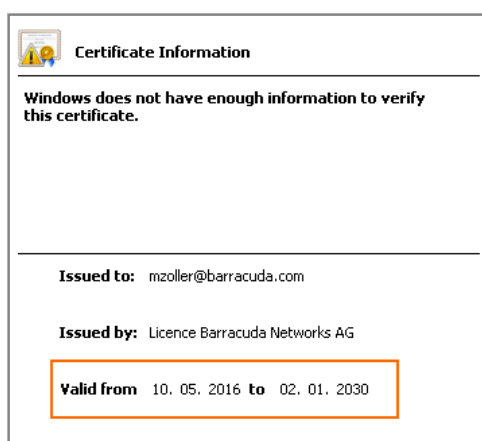 Certificate Information
Windows does not have enough information to verify
this certificate.
Issued to: mzoller@barracuda.com
Issued by: Licence Barracuda Networks AG
Valid from 10. 05. 2016 to 02. 01. 2030